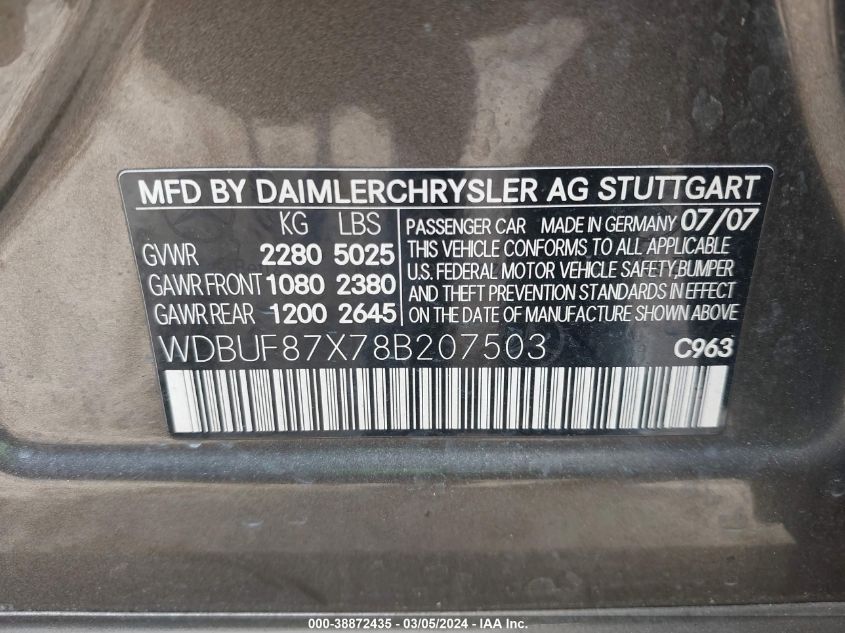 MFD BY DAIMLERCHRYSLER AG STUTTGART
KG LBS
GVWR 2280 5025
GAWR FRONT 1080 2380
GAWR REAR 1200 2645
PASSENGER CAR MADE IN GERMANY 07/07
THIS VEHICLE CONFORMS TO ALL APPLICABLE
U.S. FEDERAL MOTOR VEHICLE SAFETY,BUMPER
AND THEFT PREVENTION STANDARDS IN EFFECT
ON THE DATE OF MANUFACTURE SHOWN ABOVE
WDBUF87X78B207503 C963
000-38872435 - 03/05/2024 - IAA Inc.